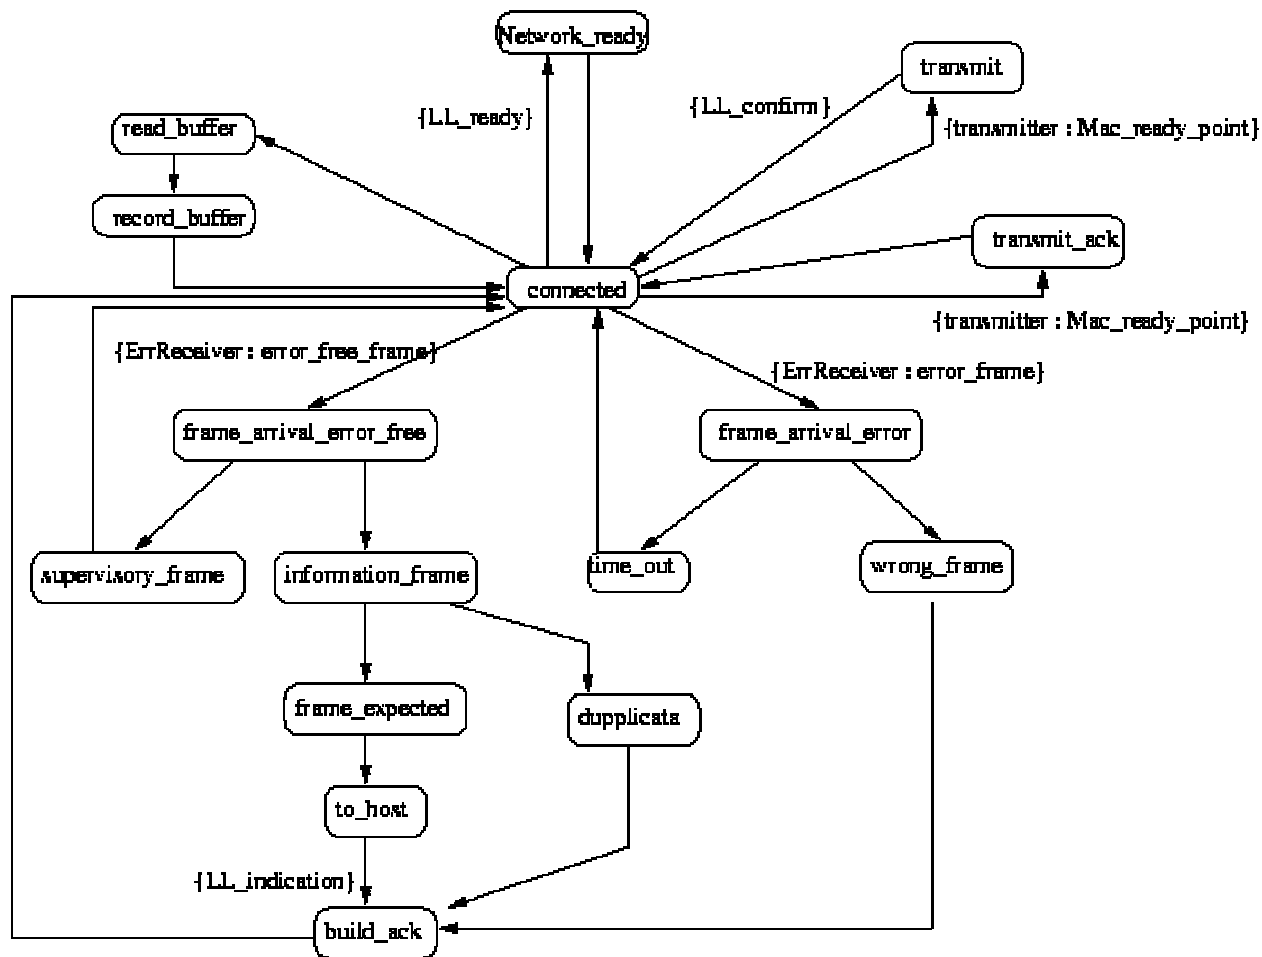 Network_ready
transmit
{LL_ready}
{LL_confirm}
read_buffer
{transmitter : Mac_ready_point}
record_buffer
transmit_ack
connected
{transmitter : Mac_ready_point}
{ErrReceiver : error_free_frame}
{ErrReceiver : error_frame}
frame_arrival_error_free
frame_arrival_error
supervisory_frame
information_frame
time_out
wrong_frame
frame_expected
dupplicata
to_host
{LL_indication}
build_ack